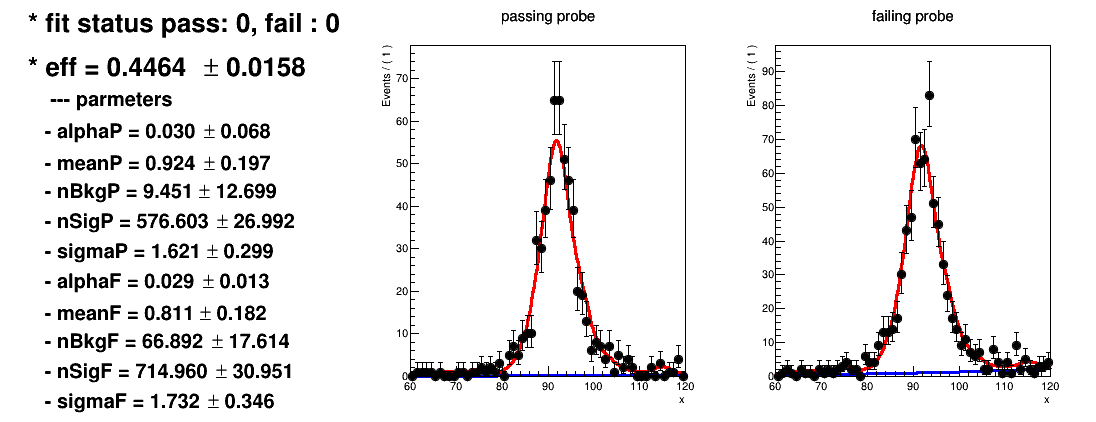 * fit status pass: 0, fail : 0
* eff = 0.4464 ± 0.0158
--- parmeters
- alphaP = 0.030 ± 0.068
- meanP = 0.924 ± 0.197
- nBkgP = 9.451 ± 12.699
- nSigP = 576.603 ± 26.992
- sigmaP = 1.621 ± 0.299
- alphaF = 0.029 ± 0.013
- meanF = 0.811 ± 0.182
- nBkgF = 66.892 ± 17.614
- nSigF = 714.960 ± 30.951
- sigmaF = 1.732 ± 0.346
passing probe
Events / ( 1 )
70
60
50
40
30
20
10
0
60 70 80 90 100 110 120
x
failing probe
Events / ( 1 )
90
80
70
60
50
40
30
20
10
0
60 70 80 90 100 110 120
x